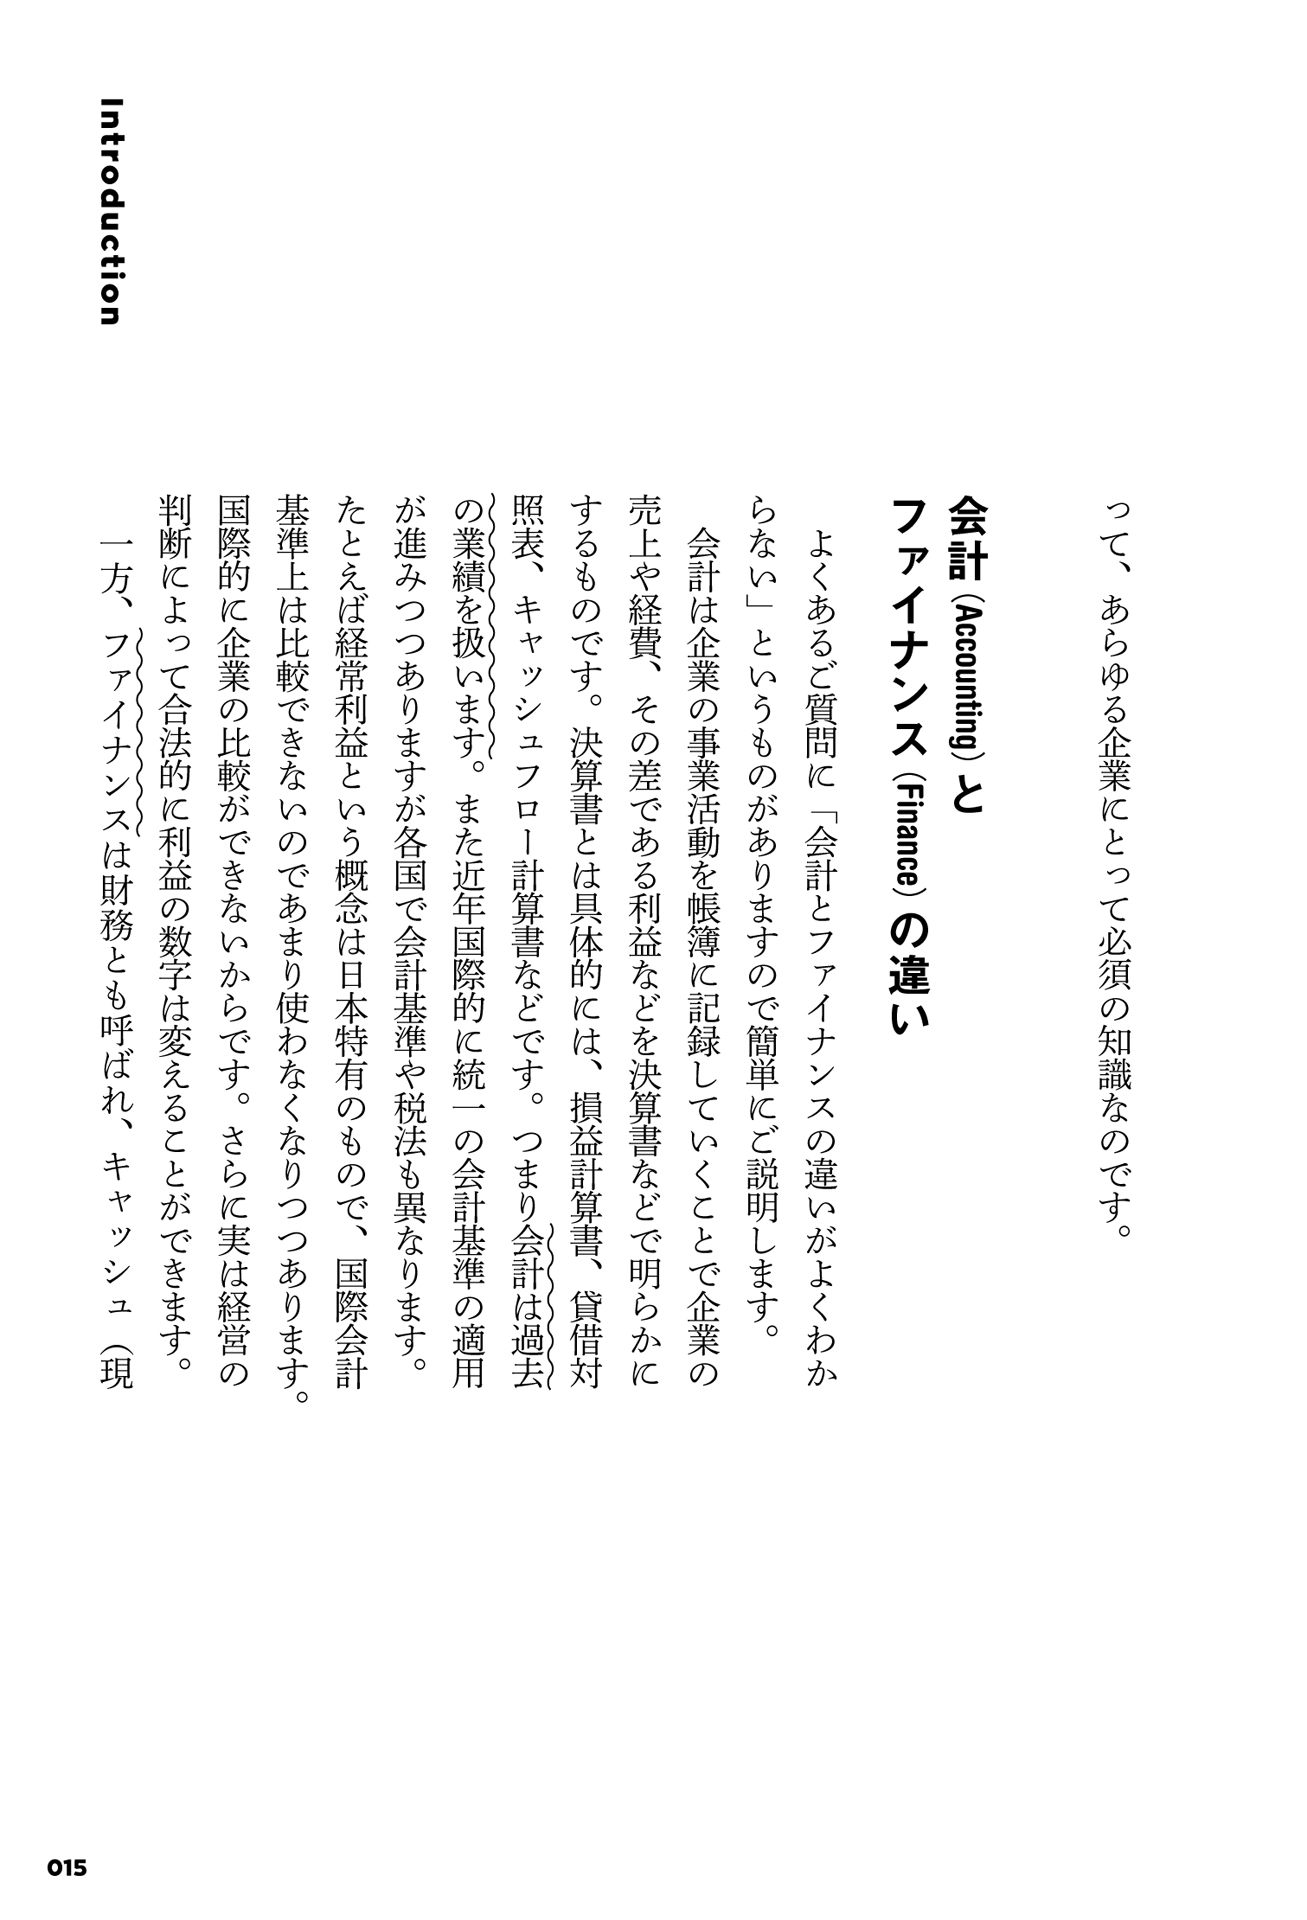 って、あらゆる企業にとって必須の知識なのです。
会計（Accounting）と
ファイナンス（Finance）の違い
よくあるご質問に「会計とファイナンスの違いがよくわか
らない」というものがありますので簡単にご説明します。
会計は企業の事業活動を帳簿に記録していくことで企業の
売上や経費、その差である利益などを決算書などで明らかに
するものです。決算書とは具体的には、損益計算書、貸借対
照表、キャッシュフロー計算書などです。つまり会計は過去
の業績を扱います。また近年国際的に統一の会計基準の適用
が進みつつありますが各国で会計基準や税法も異なります。
たとえば経常利益という概念は日本特有のもので、国際会計
基準上は比較できないのであまり使わなくなりつつあります。
国際的に企業の比較ができないからです。さらに実は経営の
判断によって合法的に利益の数字は変えることができます。
一方、ファイナンスは財務とも呼ばれ、キャッシュ（現
Introduction
015